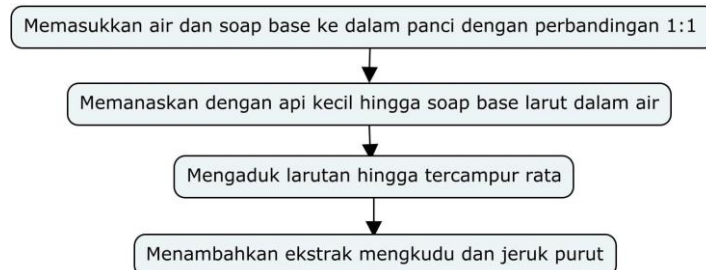 Memasukkan air dan soap base ke dalam panci dengan perbandingan 1:1
Memanaskan dengan api kecil hingga soap base larut dalam air
Mengaduk larutan hingga tercampur rata
Menambahkan ekstrak mengkudu dan jeruk purut